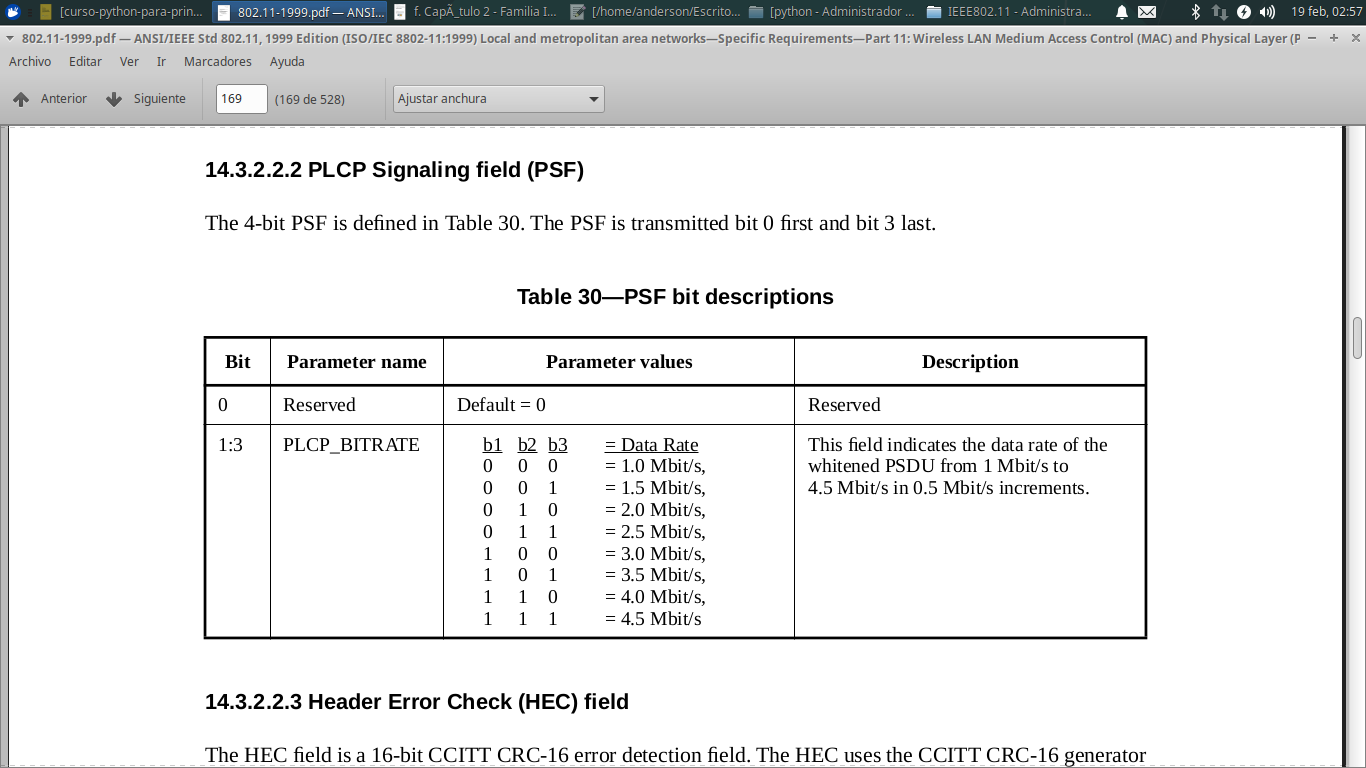 [curso-python-para-prin... 802.11-1999.pdf — ANSI... f. CapÃ_tulo 2 - Familia I... [/home/anderson/Escrito... [python - Administrador ... IEEE802.11 - Administra... 19 feb, 02:57
802.11-1999.pdf — ANSI/IEEE Std 802.11, 1999 Edition (ISO/IEC 8802-11:1999) Local and metropolitan area networks—Specific Requirements—Part 11: Wireless LAN Medium Access Control (MAC) and Physical Layer (P
Archivo Editar Ver Ir Marcadores Ayuda
Anterior Siguiente 169 (169 de 528) Ajustar anchura
14.3.2.2.2 PLCP Signaling field (PSF)
The 4-bit PSF is defined in Table 30. The PSF is transmitted bit 0 first and bit 3 last.
Table 30—PSF bit descriptions
Bit Parameter name Parameter values Description
0 Reserved Default = 0 Reserved
1:3 PLCP_BITRATE b1 b2 b3 = Data Rate This field indicates the data rate of the
0 0 0 = 1.0 Mbit/s, whitened PSDU from 1 Mbit/s to
0 0 1 = 1.5 Mbit/s, 4.5 Mbit/s in 0.5 Mbit/s increments.
0 1 0 = 2.0 Mbit/s,
0 1 1 = 2.5 Mbit/s,
1 0 0 = 3.0 Mbit/s,
1 0 1 = 3.5 Mbit/s,
1 1 0 = 4.0 Mbit/s,
1 1 1 = 4.5 Mbit/s
14.3.2.2.3 Header Error Check (HEC) field
The HEC field is a 16-bit CCITT CRC-16 error detection field. The HEC uses the CCITT CRC-16 generator